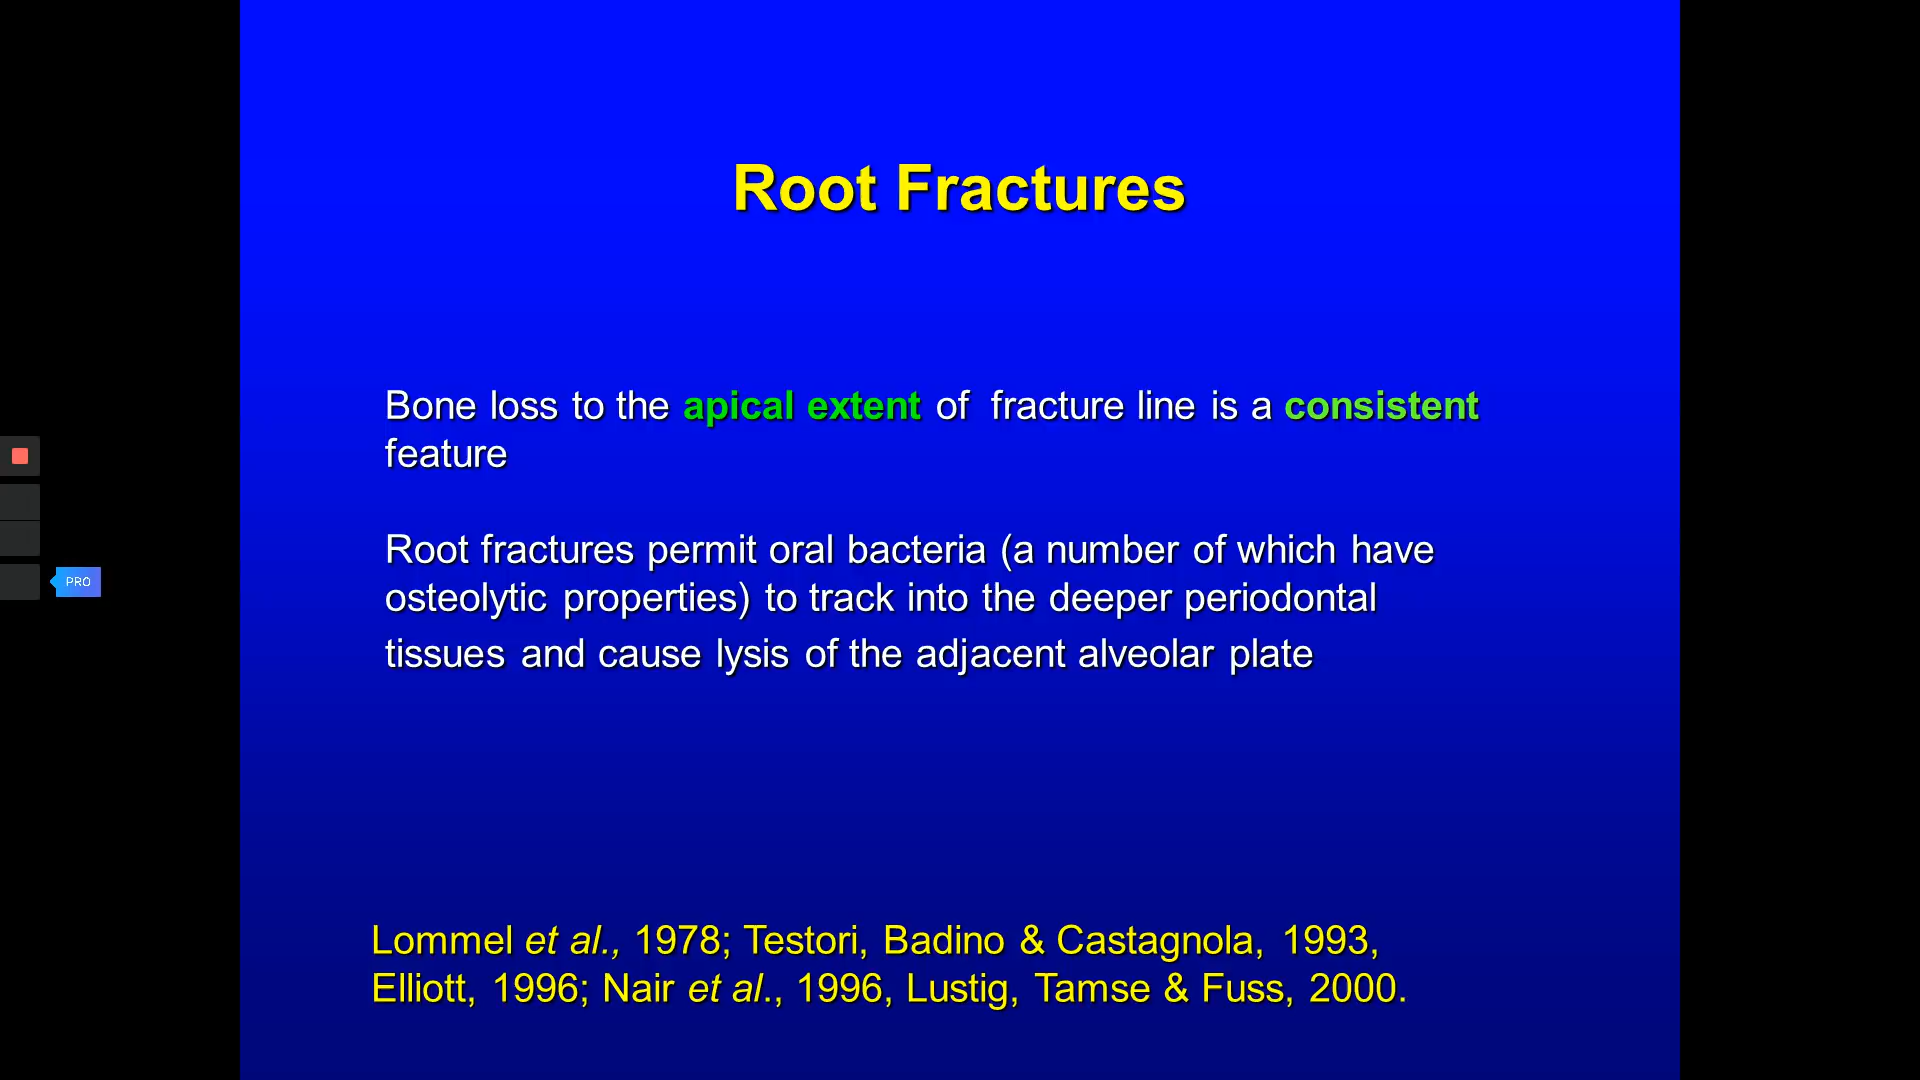 Root Fractures
Bone loss to the apical extent of fracture line is a consistent
feature
Root fractures permit oral bacteria (a number of which have
osteolytic properties) to track into the deeper periodontal
tissues and cause lysis of the adjacent alveolar plate
PRO
Lommel et al., 1978; Testori, Badino & Castagnola, 1993,
Elliott, 1996; Nair et al., 1996, Lustig, Tamse & Fuss, 2000.